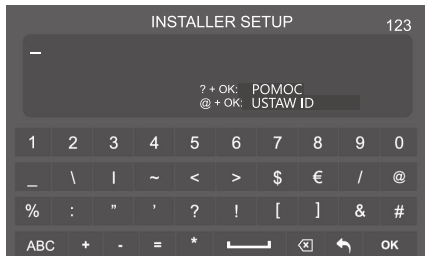 INSTALLER SETUP 123
_
? + OK: POMOC
@ + OK: USTAW ID
1 2 3 4 5 6 7 8 9 0
_ \ | ~ < > $ € / @
% : " ' ? ! [ ] & #
ABC + - = * OK